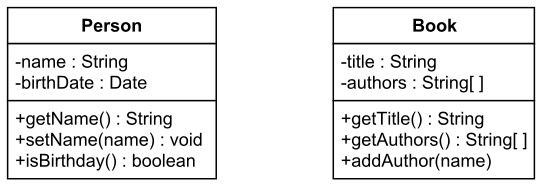 Person
-name : String
-birthDate : Date
+getName() : String
+setName(name) : void
+isBirthday() : boolean
Book
-title : String
-authors : String[ ]
+getTitle() : String
+getAuthors() : String[ ]
+addAuthor(name)